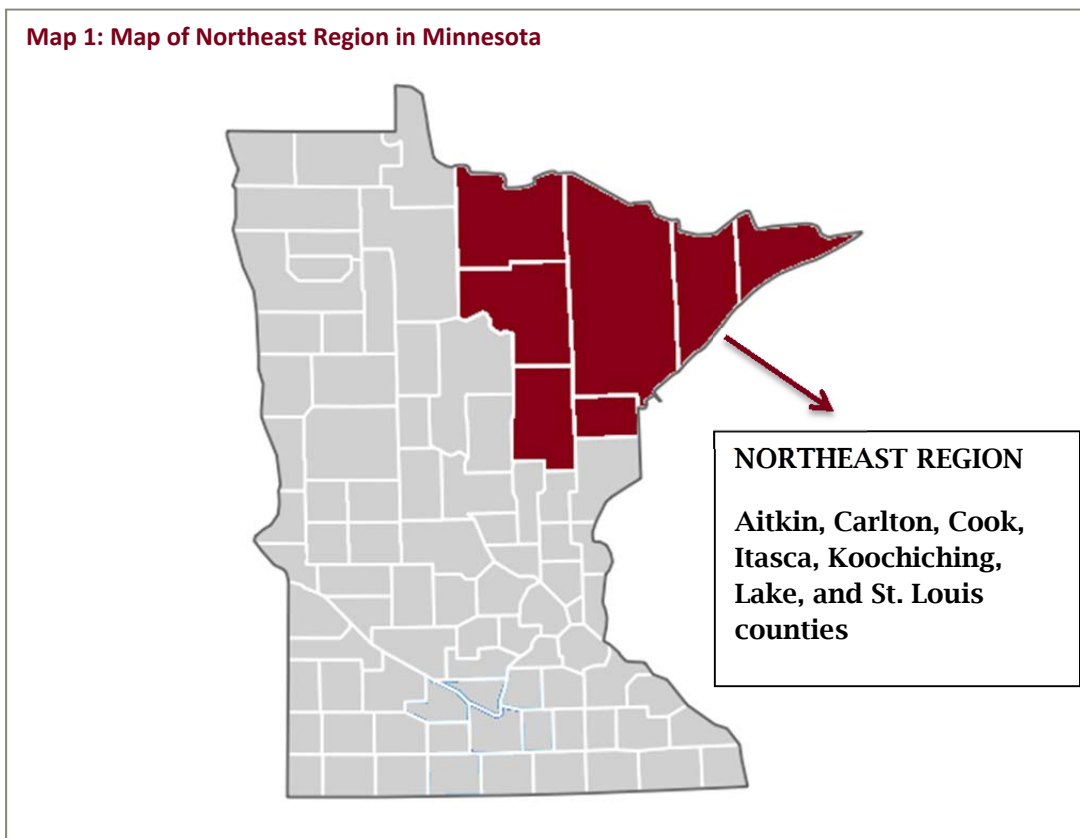 Map 1: Map of Northeast Region in Minnesota
NORTHEAST REGION
Aitkin, Carlton, Cook,
Itasca, Koochiching,
Lake, and St. Louis
counties